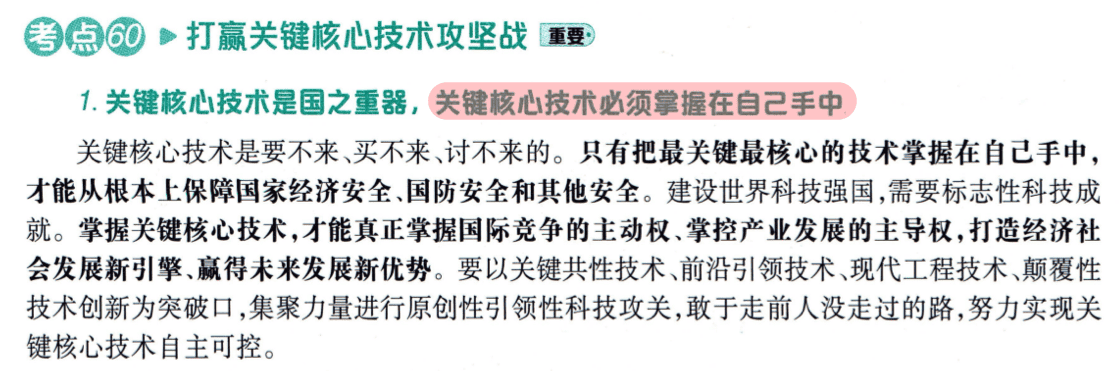 考点60 ▶ 打赢关键核心技术攻坚战 重要
1. 关键核心技术是国之重器，关键核心技术必须掌握在自己手中
关键核心技术是要不来、买不来、讨不来的。只有把最关键最核心的技术掌握在自己手中，
才能从根本上保障国家经济安全、国防安全和其他安全。建设世界科技强国，需要标志性科技成
就。掌握关键核心技术，才能真正掌握国际竞争的主动权、掌控产业发展的主导权，打造经济社
会发展新引擎、赢得未来发展新优势。要以关键共性技术、前沿引领技术、现代工程技术、颠覆性
技术创新为突破口，集聚力量进行原创性引领性科技攻关，敢于走前人没走过的路，努力实现关
键核心技术自主可控。